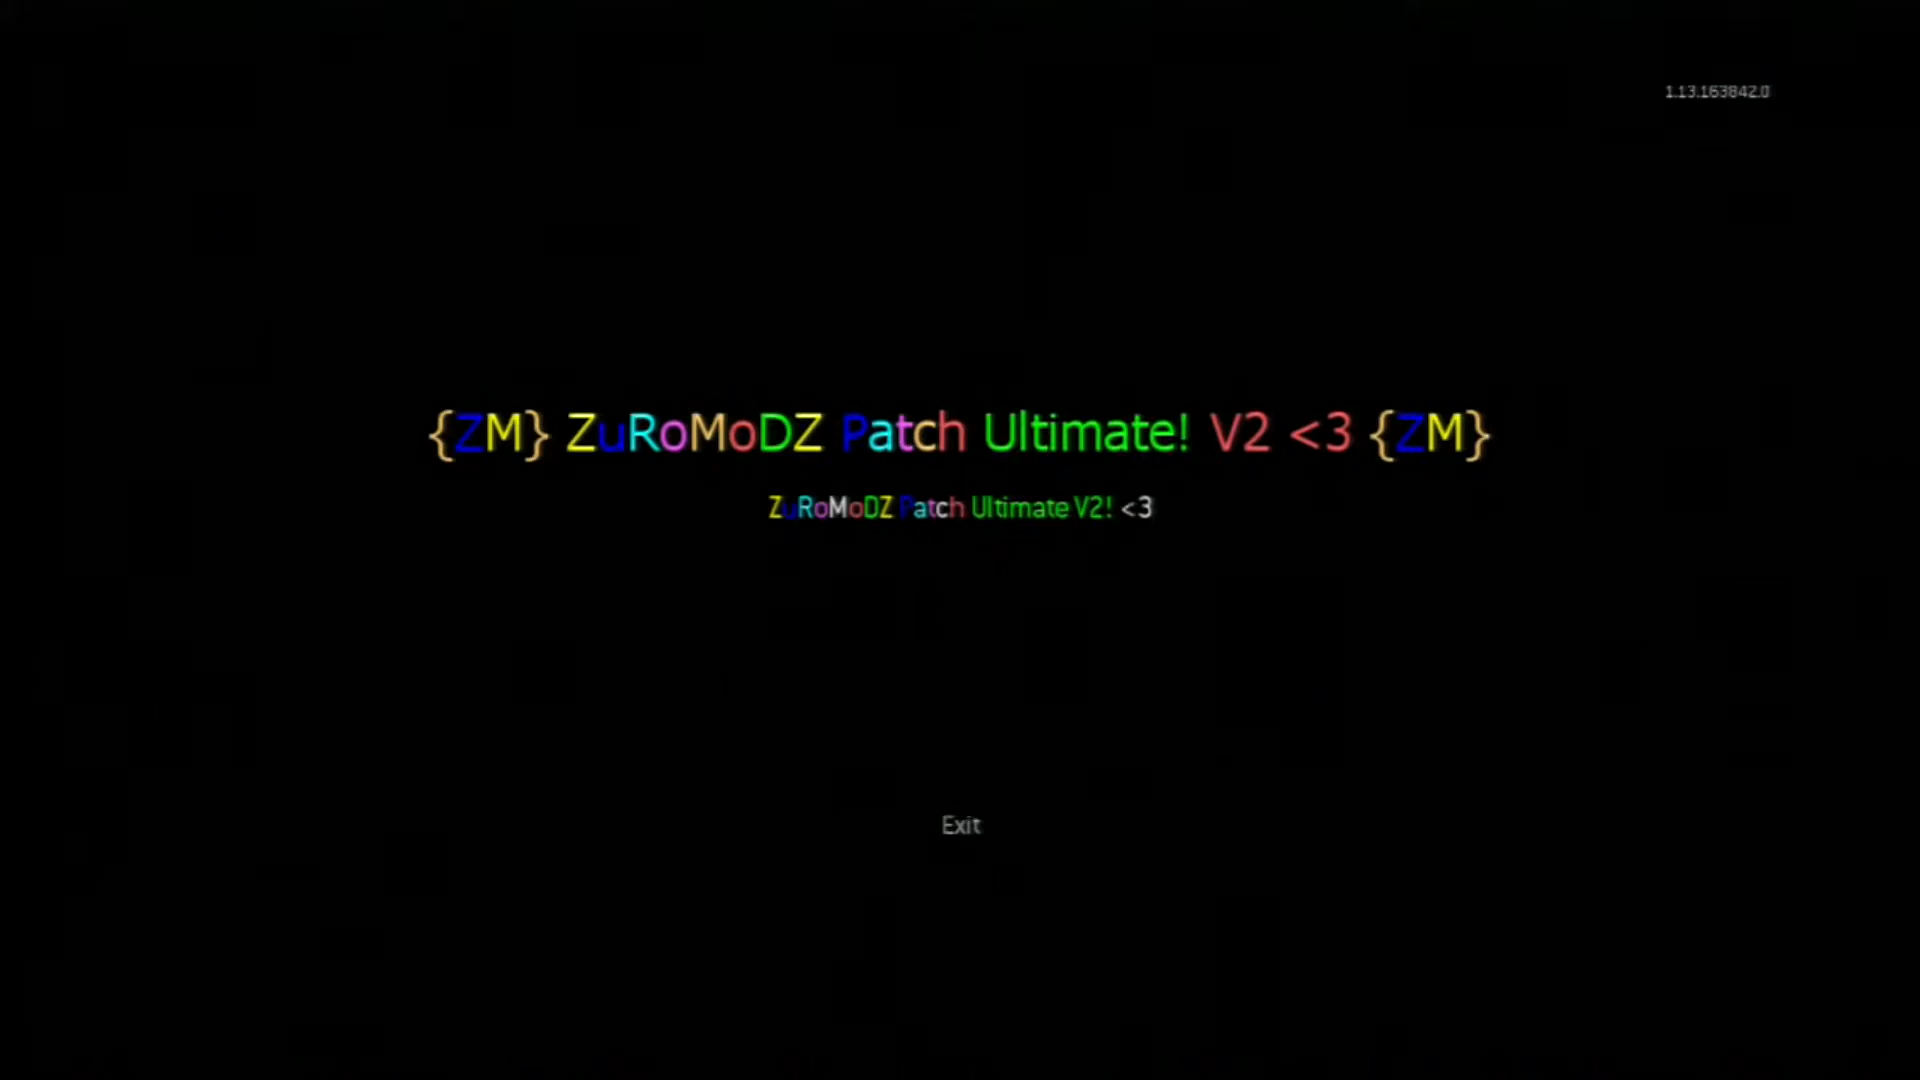 1.13.163842.0
{ZM} ZuRoMoDZ Patch Ultimate! V2 <3 {ZM}
ZuRoMoDZ Patch Ultimate V2! <3
Exit